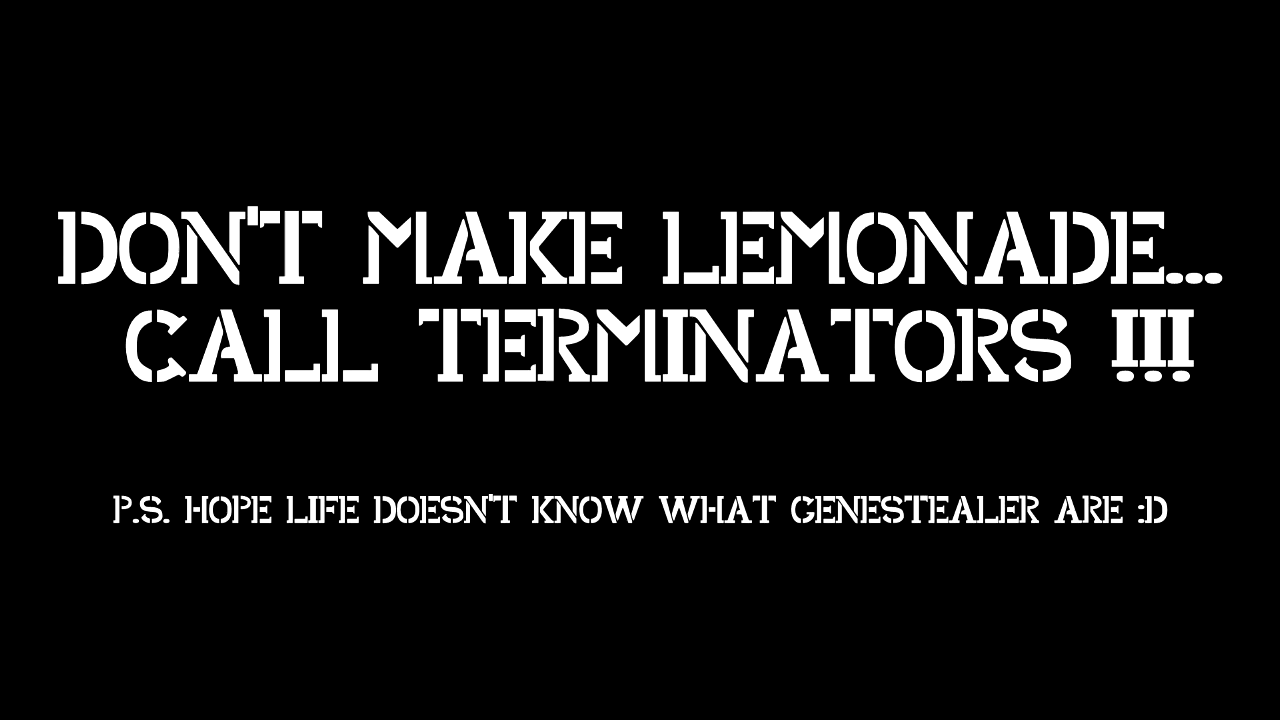 DON'T MAKE LEMONADE...
CALL TERMINATORS !!!
P.S. HOPE LIFE DOESN'T KNOW WHAT GENESTEALER ARE :D